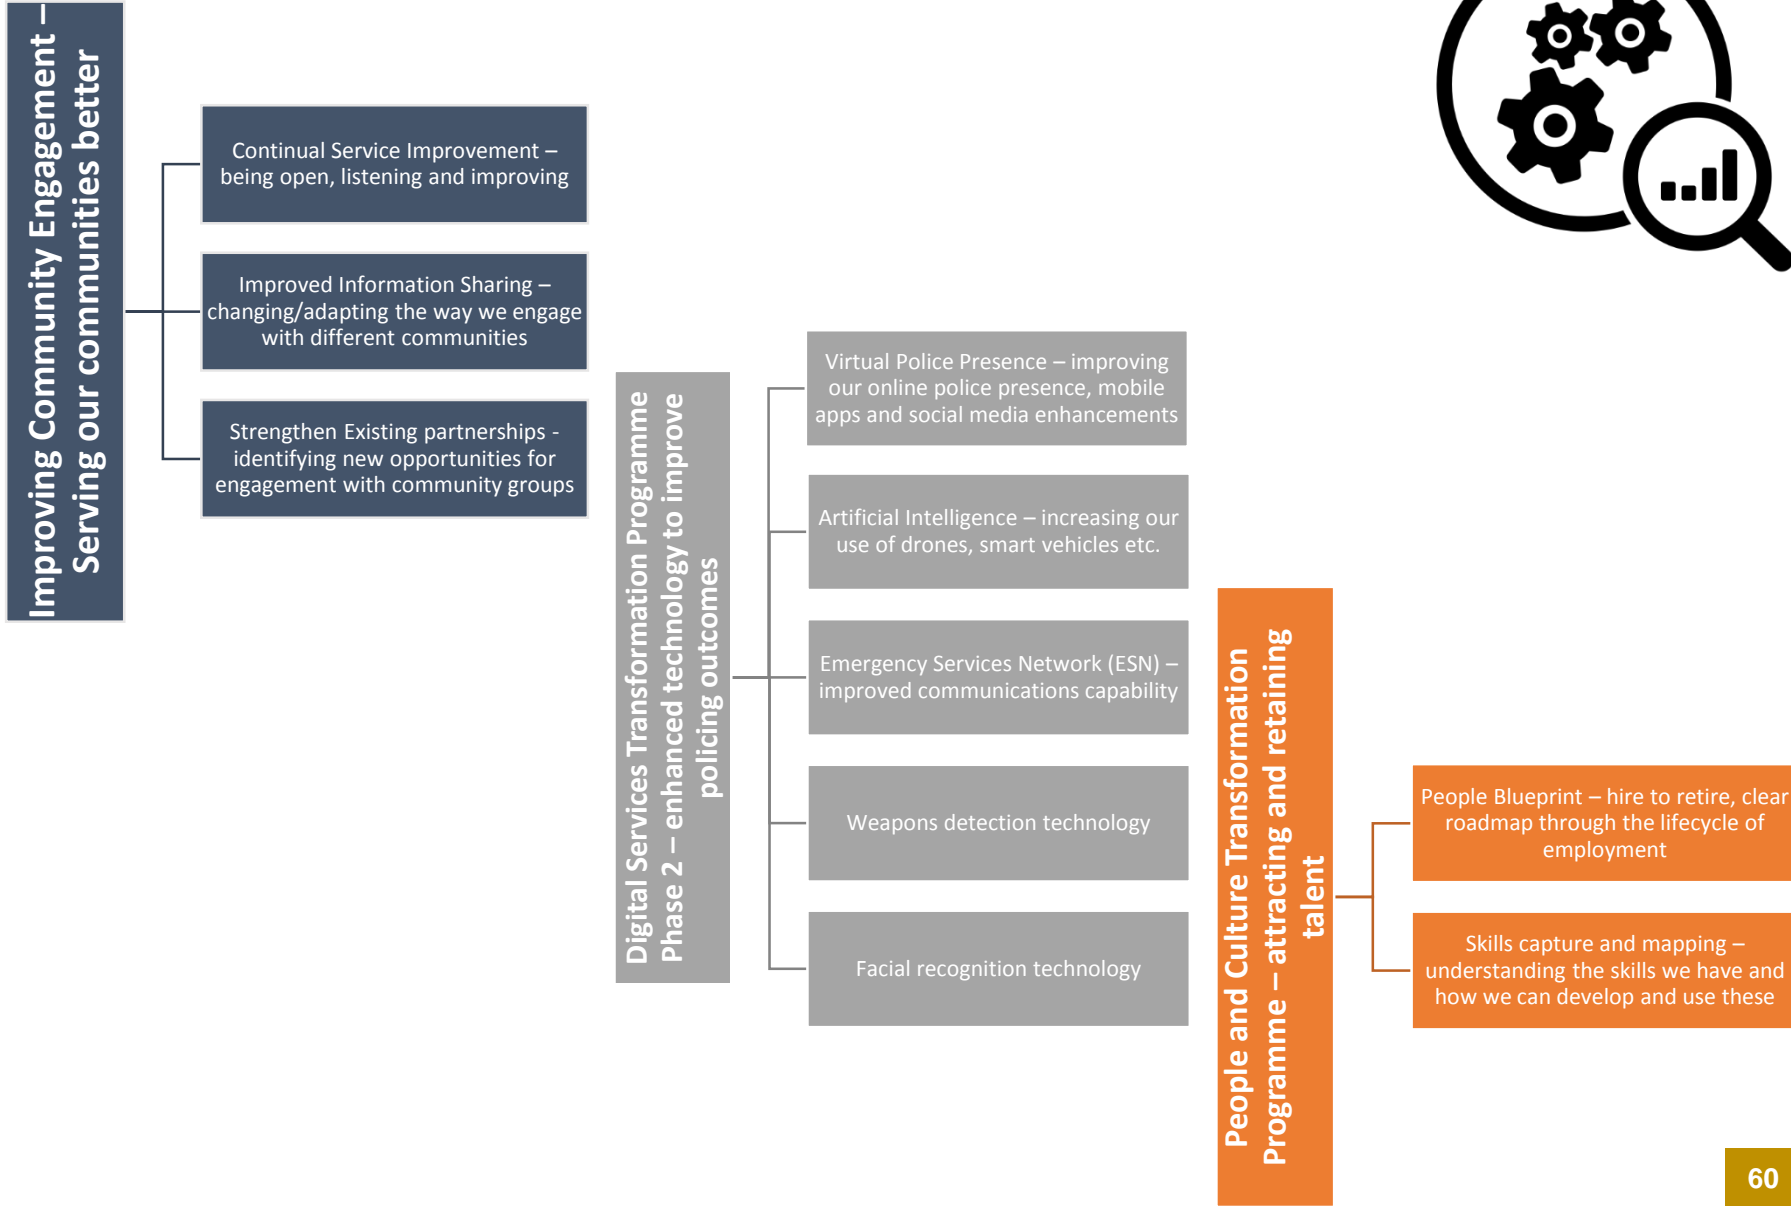 Improving Community Engagement –
Serving our communities better
Continual Service Improvement –
being open, listening and improving
Improved Information Sharing –
changing/adapting the way we engage
with different communities
Strengthen Existing partnerships -
identifying new opportunities for
engagement with community groups
Digital Services Transformation Programme
Phase 2 – enhanced technology to improve
policing outcomes
Virtual Police Presence – improving
our online police presence, mobile
apps and social media enhancements
Artificial Intelligence – increasing our
use of drones, smart vehicles etc.
Emergency Services Network (ESN) –
improved communications capability
Weapons detection technology
Facial recognition technology
People and Culture Transformation
Programme – attracting and retaining
talent
People Blueprint – hire to retire, clear
roadmap through the lifecycle of
employment
Skills capture and mapping –
understanding the skills we have and
how we can develop and use these
60